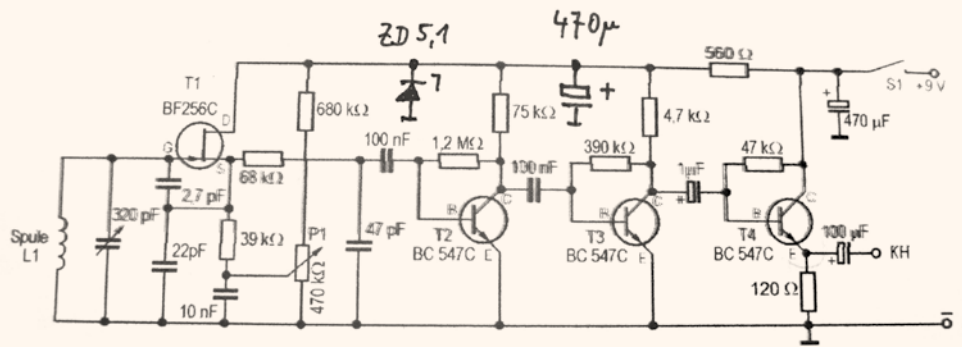 ZD 5,1
470µ
+
560 Ω
S1
+9 V
T1
BF256C
D
G
S
680 kΩ
75 kΩ
4,7 kΩ
+
470 µF
100 nF
1,2 MΩ
100 nF
390 kΩ
1µF
+
47 kΩ
68 kΩ
2,7 pF
320 pF
Spule
L1
22pF
39 kΩ
P1
470 kΩ
10 nF
47 pF
B
C
T2
BC 547C
E
B
C
T3
BC 547C
E
B
C
T4
BC 547C
E
100 µF
+
KH
120 Ω